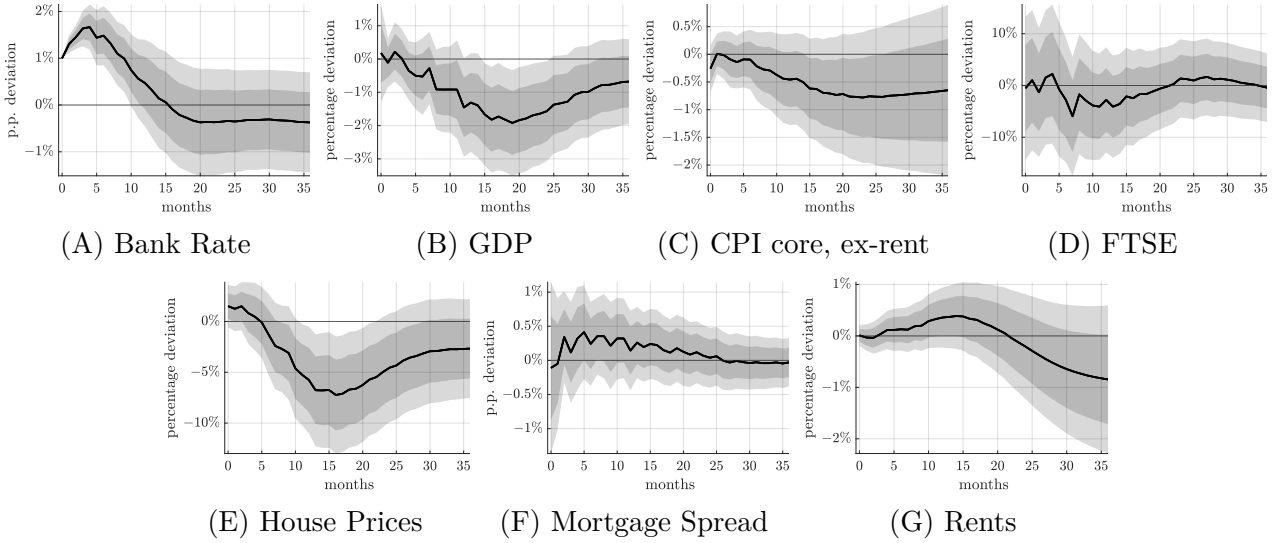 p.p. deviation
2%
1%
0%
−1%
0 5 10 15 20 25 30 35
months
(A) Bank Rate
percentage deviation
1%
0%
−1%
−2%
−3%
0 5 10 15 20 25 30 35
months
(B) GDP
percentage deviation
0.5%
0%
−0.5%
−1%
−1.5%
−2%
0 5 10 15 20 25 30 35
months
(C) CPI core, ex-rent
percentage deviation
10%
0%
−10%
0 5 10 15 20 25 30 35
months
(D) FTSE
percentage deviation
0%
−5%
−10%
0 5 10 15 20 25 30 35
months
(E) House Prices
p.p. deviation
1%
0.5%
0%
−0.5%
−1%
0 5 10 15 20 25 30 35
months
(F) Mortgage Spread
percentage deviation
1%
0%
−1%
−2%
0 5 10 15 20 25 30 35
months
(G) Rents